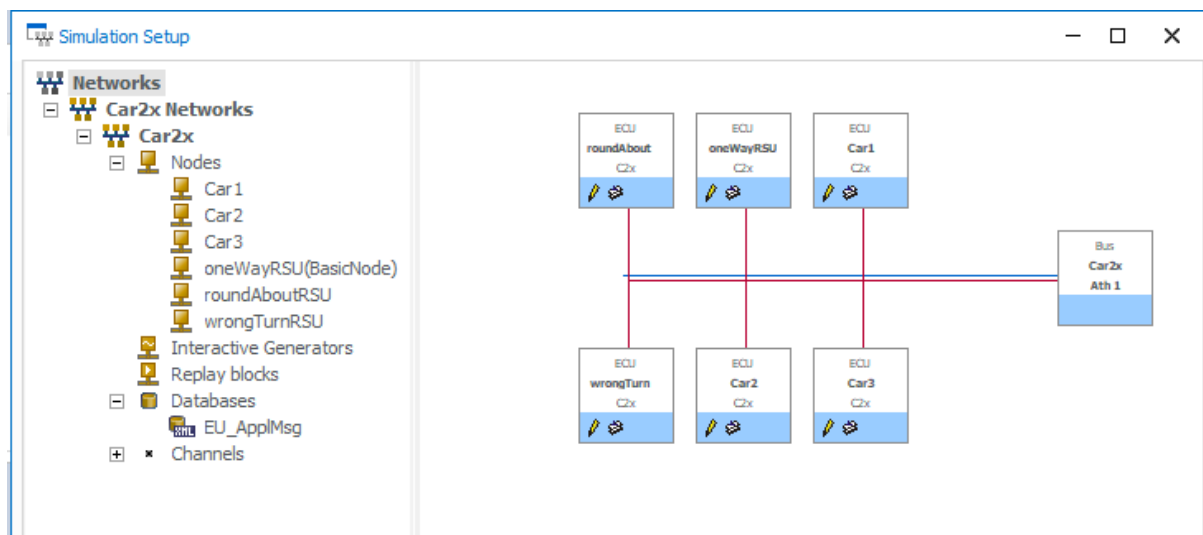 Simulation Setup
Networks
Car2x Networks
Car2x
Nodes
Car1
Car2
Car3
oneWayRSU(BasicNode)
roundAboutRSU
wrongTurnRSU
Interactive Generators
Replay blocks
Databases
XML EU_ApplMsg
Channels
ECU
roundAbout
C2x
ECU
oneWayRSU
C2x
ECU
Car1
C2x
Bus
Car2x
Ath 1
ECU
wrongTurn
C2x
ECU
Car2
C2x
ECU
Car3
C2x